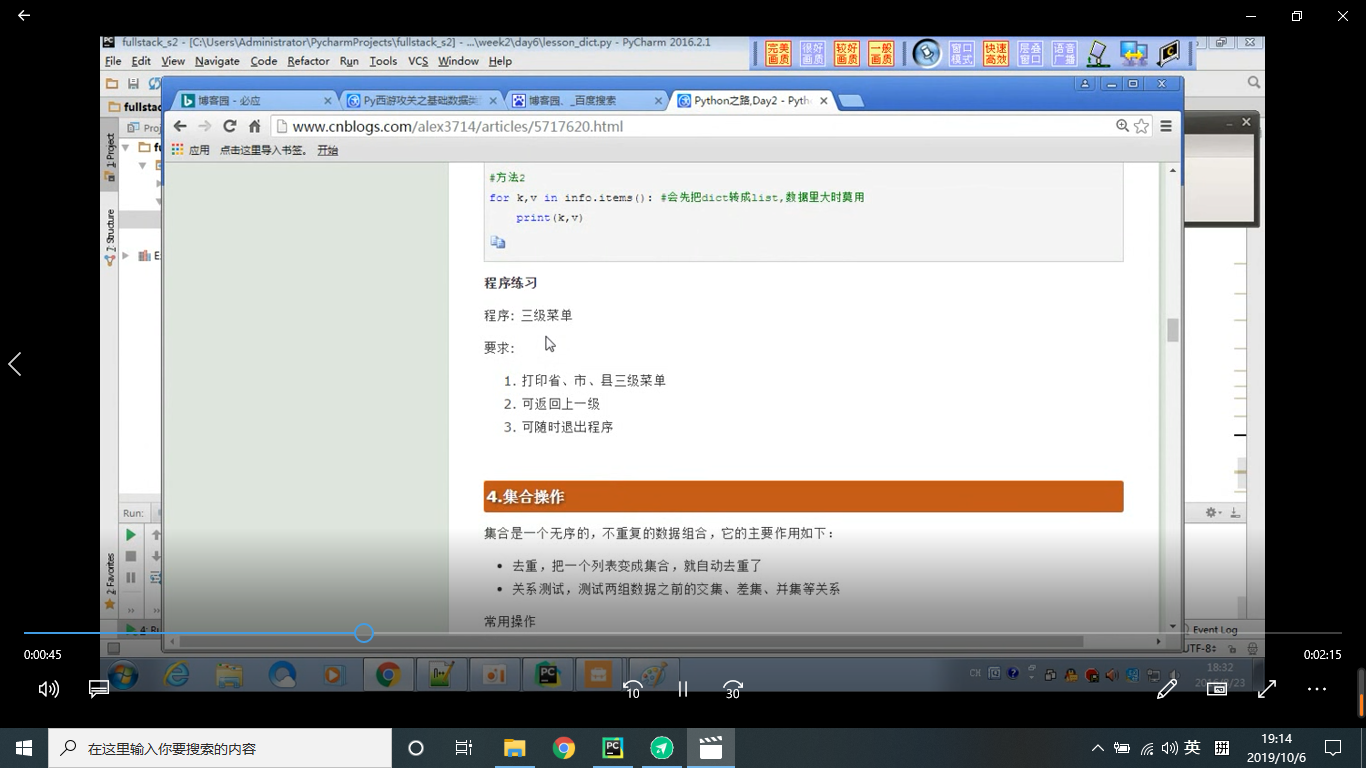 fullstack_s2 - [C:\Users\Administrator\PycharmProjects\fullstack_s2] - ...\week2\day6\lesson_dict.py - PyCharm 2016.2.1
完美画质
很好画质
较好画质
一般画质
窗口模式
快速高效
层叠窗口
语音广播
File Edit View Navigate Code Refactor Run Tools VCS Window Help
博客园 - 必应
Py西游攻关之基础数据类
博客园、_百度搜索
Python之路,Day2 - Pyth
www.cnblogs.com/alex3714/articles/5717620.html
应用 点击这里导入书签。 开始
1: Project
7: Structure
2: Favorites
#方法2
for k,v in info.items(): #会先把dict转成list,数据里大时莫用
print(k,v)
程序练习
程序: 三级菜单
要求:
1. 打印省、市、县三级菜单
2. 可返回上一级
3. 可随时退出程序
4.集合操作
集合是一个无序的，不重复的数据组合，它的主要作用如下：
• 去重，把一个列表变成集合，就自动去重了
• 关系测试，测试两组数据之前的交集、差集、并集等关系
常用操作
Run:
Event Log
UTF-8
0:00:45
0:02:15
CH
18:32
2016/8/23
10
30
在这里输入你要搜索的内容
英
拼
19:14
2019/10/6